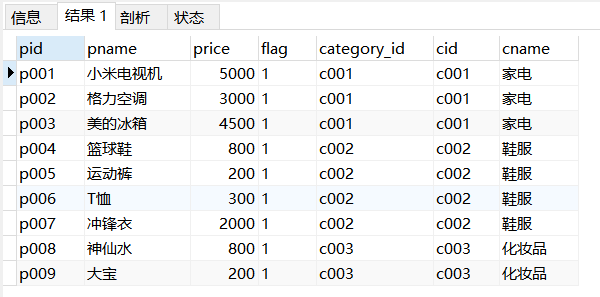 信息 结果 1 剖析 状态
pid pname price flag category_id cid cname
p001 小米电视机 5000 1 c001 c001 家电
p002 格力空调 3000 1 c001 c001 家电
p003 美的冰箱 4500 1 c001 c001 家电
p004 篮球鞋 800 1 c002 c002 鞋服
p005 运动裤 200 1 c002 c002 鞋服
p006 T恤 300 1 c002 c002 鞋服
p007 冲锋衣 2000 1 c002 c002 鞋服
p008 神仙水 800 1 c003 c003 化妆品
p009 大宝 200 1 c003 c003 化妆品